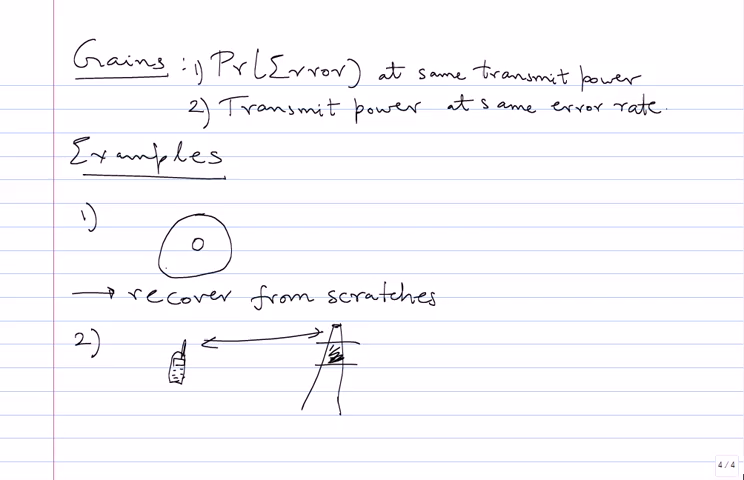 Gains : 1) Pr(Error) at same transmit power
2) Transmit power at same error rate.
Examples
1)
→ recover from scratches
2)
4 / 4